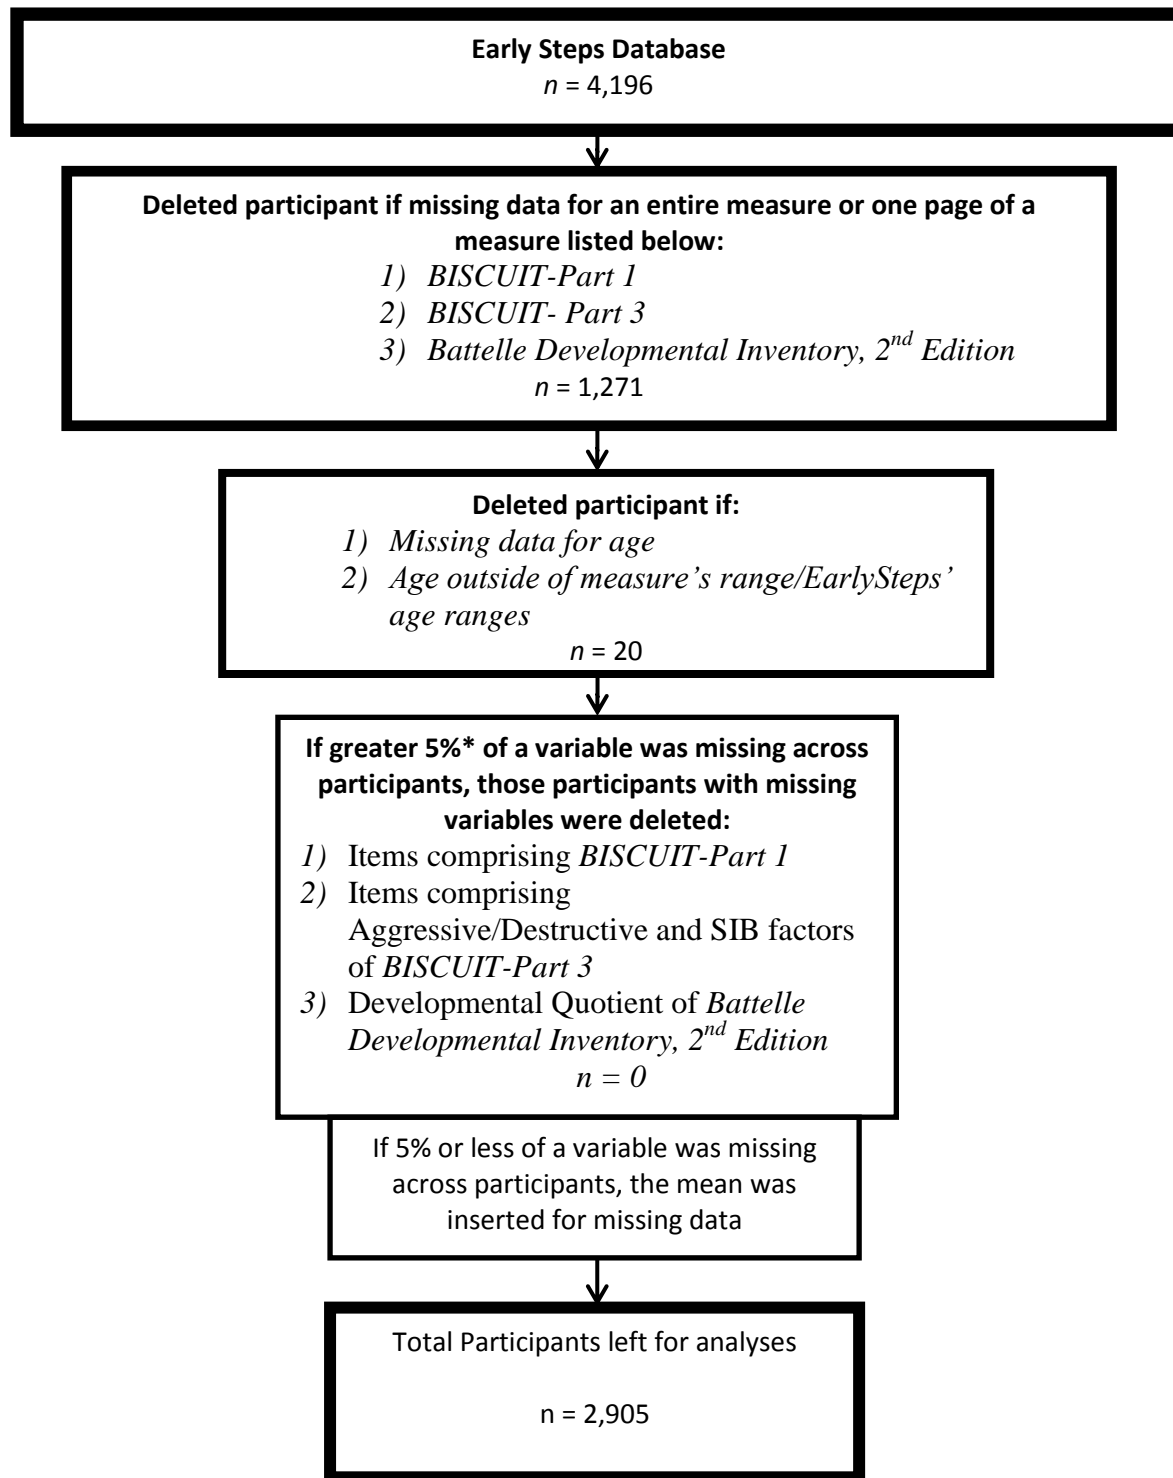 Early Steps Database
n = 4,196
Deleted participant if missing data for an entire measure or one page of a
measure listed below:
1) BISCUIT-Part 1
2) BISCUIT- Part 3
3) Battelle Developmental Inventory, 2nd Edition
n = 1,271
Deleted participant if:
1) Missing data for age
2) Age outside of measure’s range/EarlySteps’
age ranges
n = 20
If greater 5%* of a variable was missing across
participants, those participants with missing
variables were deleted:
1) Items comprising BISCUIT-Part 1
2) Items comprising
Aggressive/Destructive and SIB factors
of BISCUIT-Part 3
3) Developmental Quotient of Battelle
Developmental Inventory, 2nd Edition
n = 0
If 5% or less of a variable was missing
across participants, the mean was
inserted for missing data
Total Participants left for analyses
n = 2,905